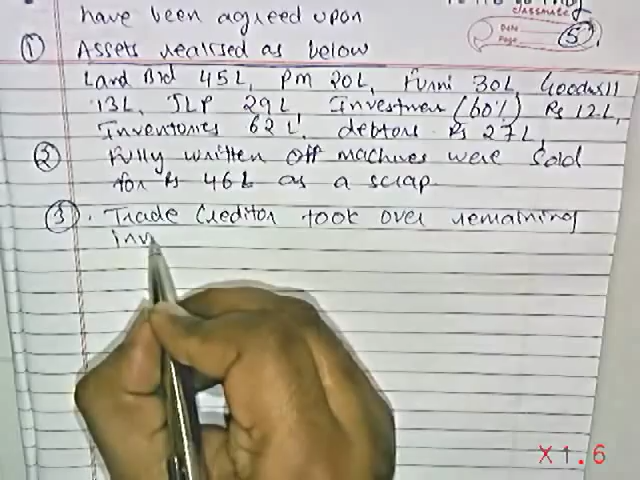 have been agreed upon
classmate
Date
Page
5
① Assets realised as below
Land Bld 45L, PM 20L, Furni 30L, Goodwill
13L, JLP 29L Investmen (60%) Rs 12L,
Inventories 62L, debtors Rs 27L,
② Fully written off machines were sold
for Rs 46L as a scrap
③ . Trade Creditor took over remaining
inv
X1.6